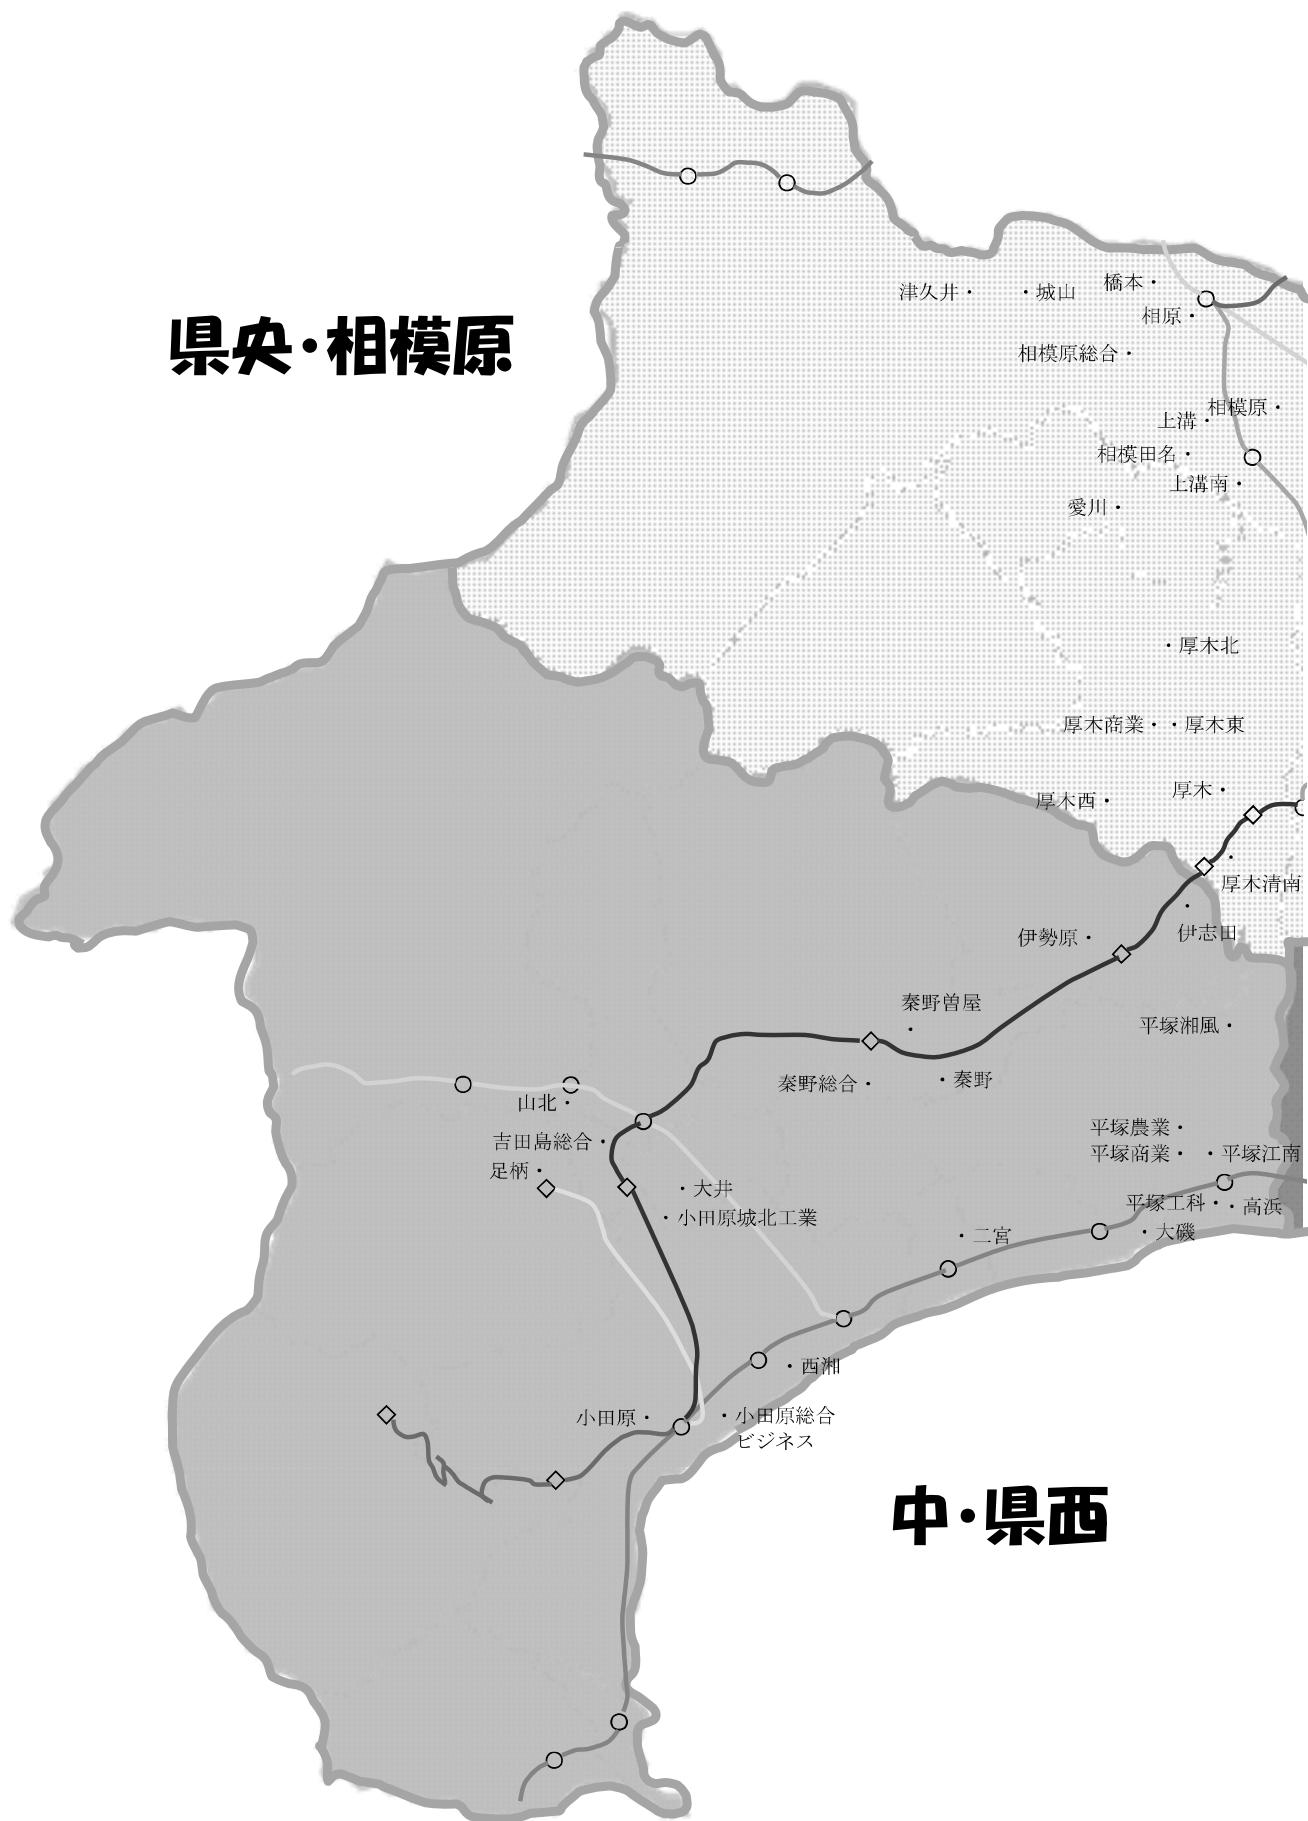 橋本
津久井
城山
相原
県央・相模原
相模原総合
相模原
上溝
相模田名
上溝南
愛川
厚木北
厚木商業
厚木東
厚木
厚木西
厚木清南
伊志田
伊勢原
秦野曽屋
平塚湘風
秦野総合
秦野
山北
平塚農業
吉田島総合
平塚商業
平塚江南
足柄
大井
平塚工科
高浜
小田原城北工業
大磯
二宮
西湘
小田原
小田原総合
ビジネス
中・県西